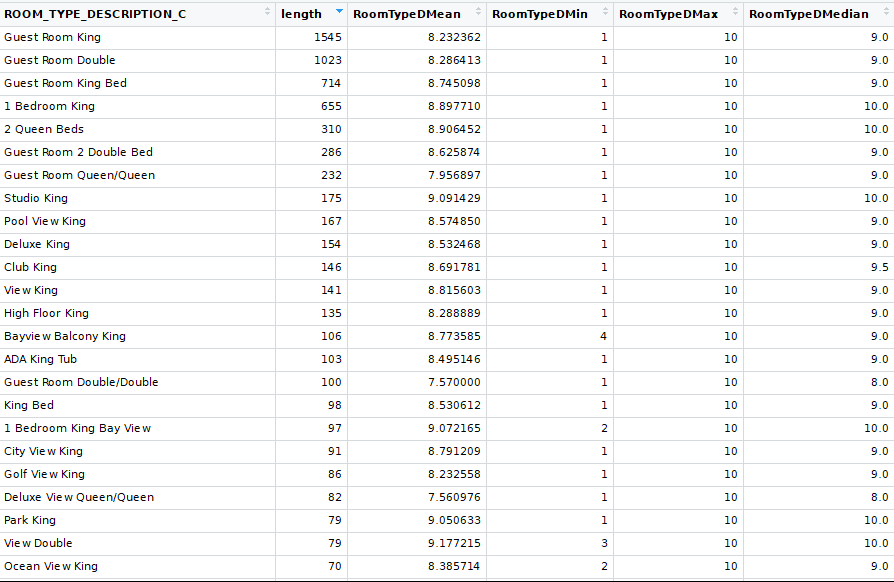 ROOM_TYPE_DESCRIPTION_C length RoomTypeDMean RoomTypeDMin RoomTypeDMax RoomTypeDMedian
Guest Room King 1545 8.232362 1 10 9.0
Guest Room Double 1023 8.286413 1 10 9.0
Guest Room King Bed 714 8.745098 1 10 9.0
1 Bedroom King 655 8.897710 1 10 10.0
2 Queen Beds 310 8.906452 1 10 10.0
Guest Room 2 Double Bed 286 8.625874 1 10 9.0
Guest Room Queen/Queen 232 7.956897 1 10 9.0
Studio King 175 9.091429 1 10 10.0
Pool View King 167 8.574850 1 10 9.0
Deluxe King 154 8.532468 1 10 9.0
Club King 146 8.691781 1 10 9.5
View King 141 8.815603 1 10 9.0
High Floor King 135 8.288889 1 10 9.0
Bayview Balcony King 106 8.773585 4 10 9.0
ADA King Tub 103 8.495146 1 10 9.0
Guest Room Double/Double 100 7.570000 1 10 8.0
King Bed 98 8.530612 1 10 9.0
1 Bedroom King Bay View 97 9.072165 2 10 10.0
City View King 91 8.791209 1 10 9.0
Golf View King 86 8.232558 1 10 9.0
Deluxe View Queen/Queen 82 7.560976 1 10 8.0
Park King 79 9.050633 1 10 10.0
View Double 79 9.177215 3 10 10.0
Ocean View King 70 8.385714 2 10 9.0